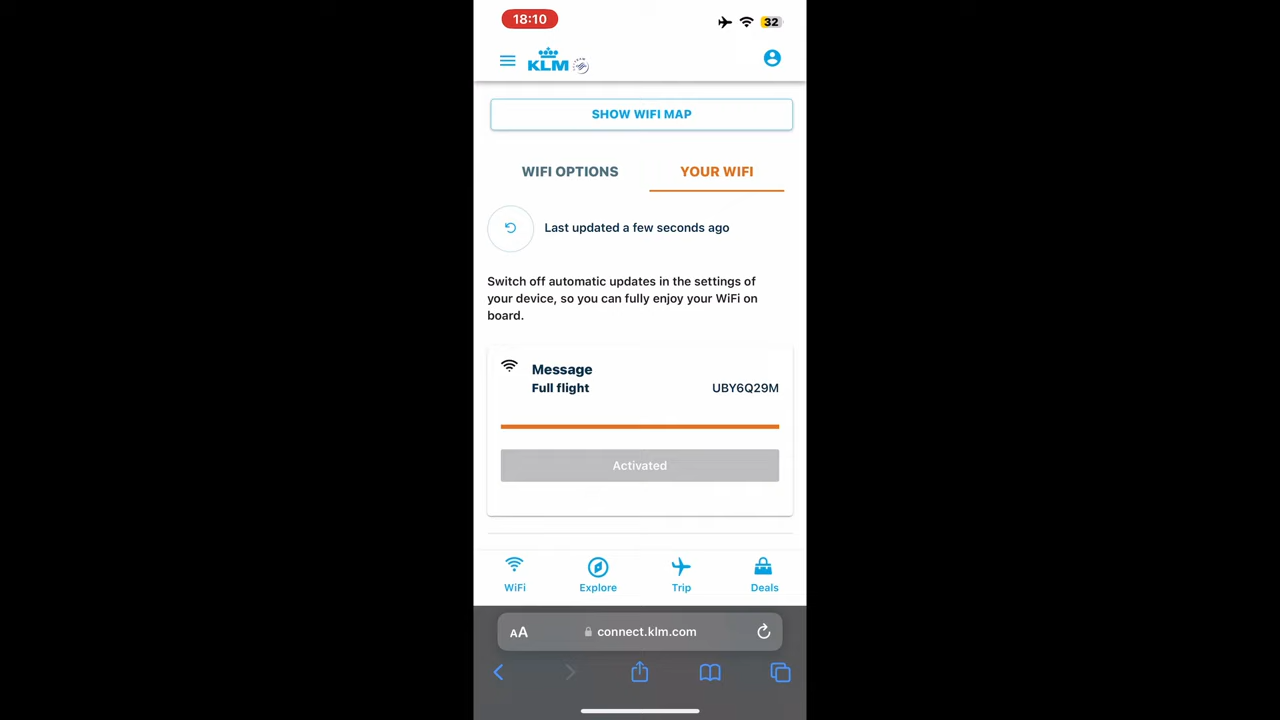 18:10
32
KLM
SHOW WIFI MAP
WIFI OPTIONS
YOUR WIFI
Last updated a few seconds ago
Switch off automatic updates in the settings of
your device, so you can fully enjoy your WiFi on
board.
Message
Full flight
UBY6Q29M
Activated
WiFi
Explore
Trip
Deals
AA
connect.klm.com